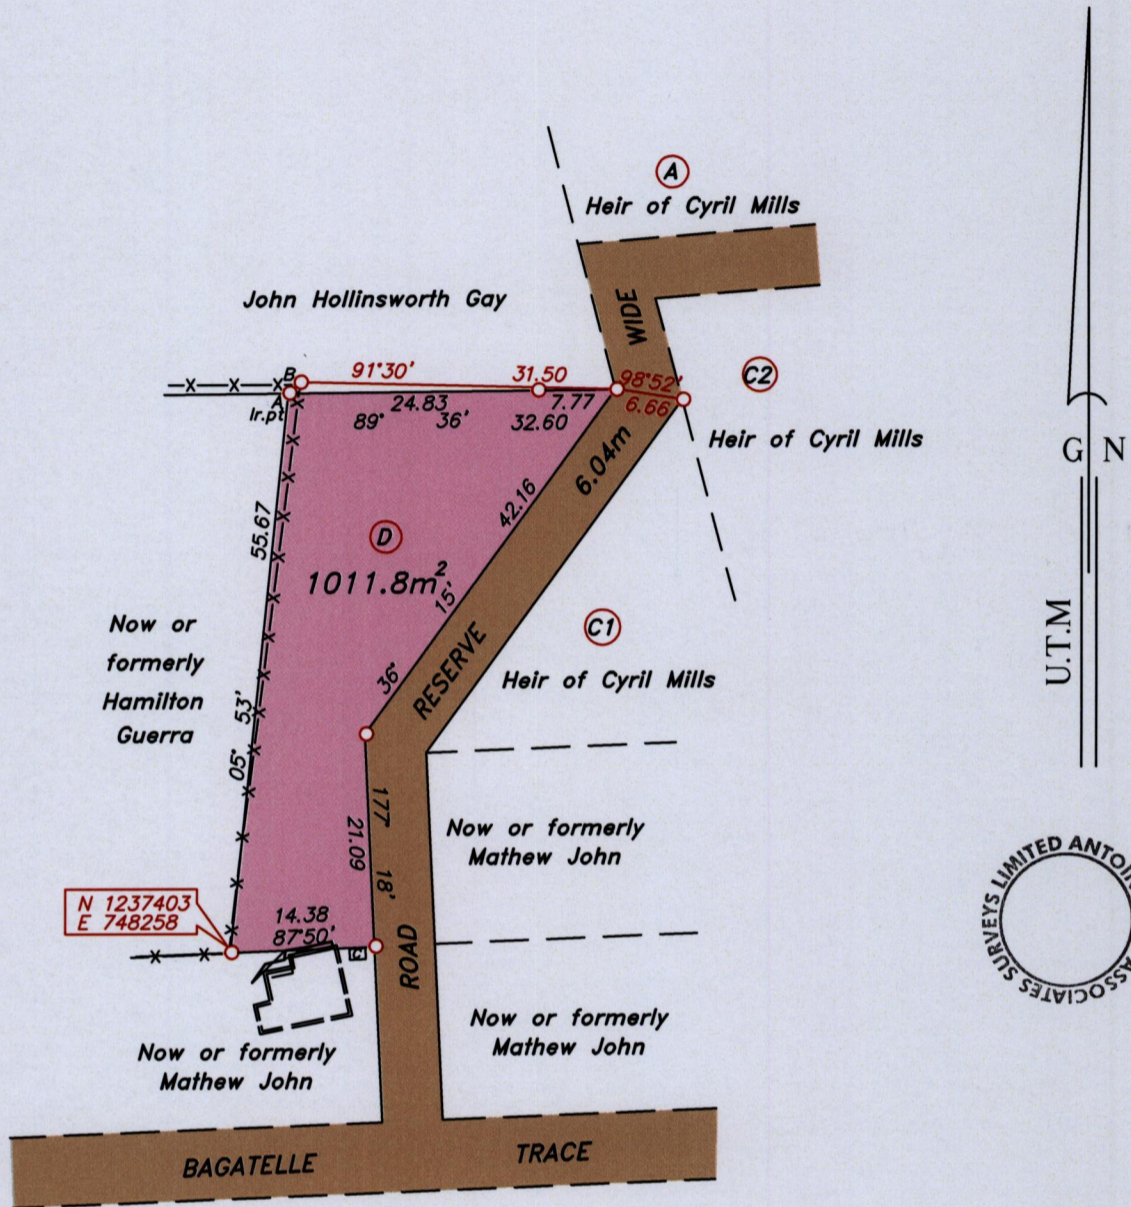 A
Heir of Cyril Mills
WIDE
John Hollinsworth Gay
B
91°30'
31.50
98°52'
C2
A
Ir.pt
24.83
7.77
6.66
89° 36'
32.60
Heir of Cyril Mills
G N
6.04m
42.16
55.67
D
1011.8m²
15'
36°
C1
Now or
formerly
Hamilton
Guerra
RESERVE
Heir of Cyril Mills
U.T.M
05° 53'
177°
21.09
18'
Now or formerly
Mathew John
N 1237403
E 748258
14.38
87°50'
E
ROAD
Now or formerly
Mathew John
Now or formerly
Mathew John
BAGATELLE TRACE
ASSOCIATES SURVEYS LIMITED